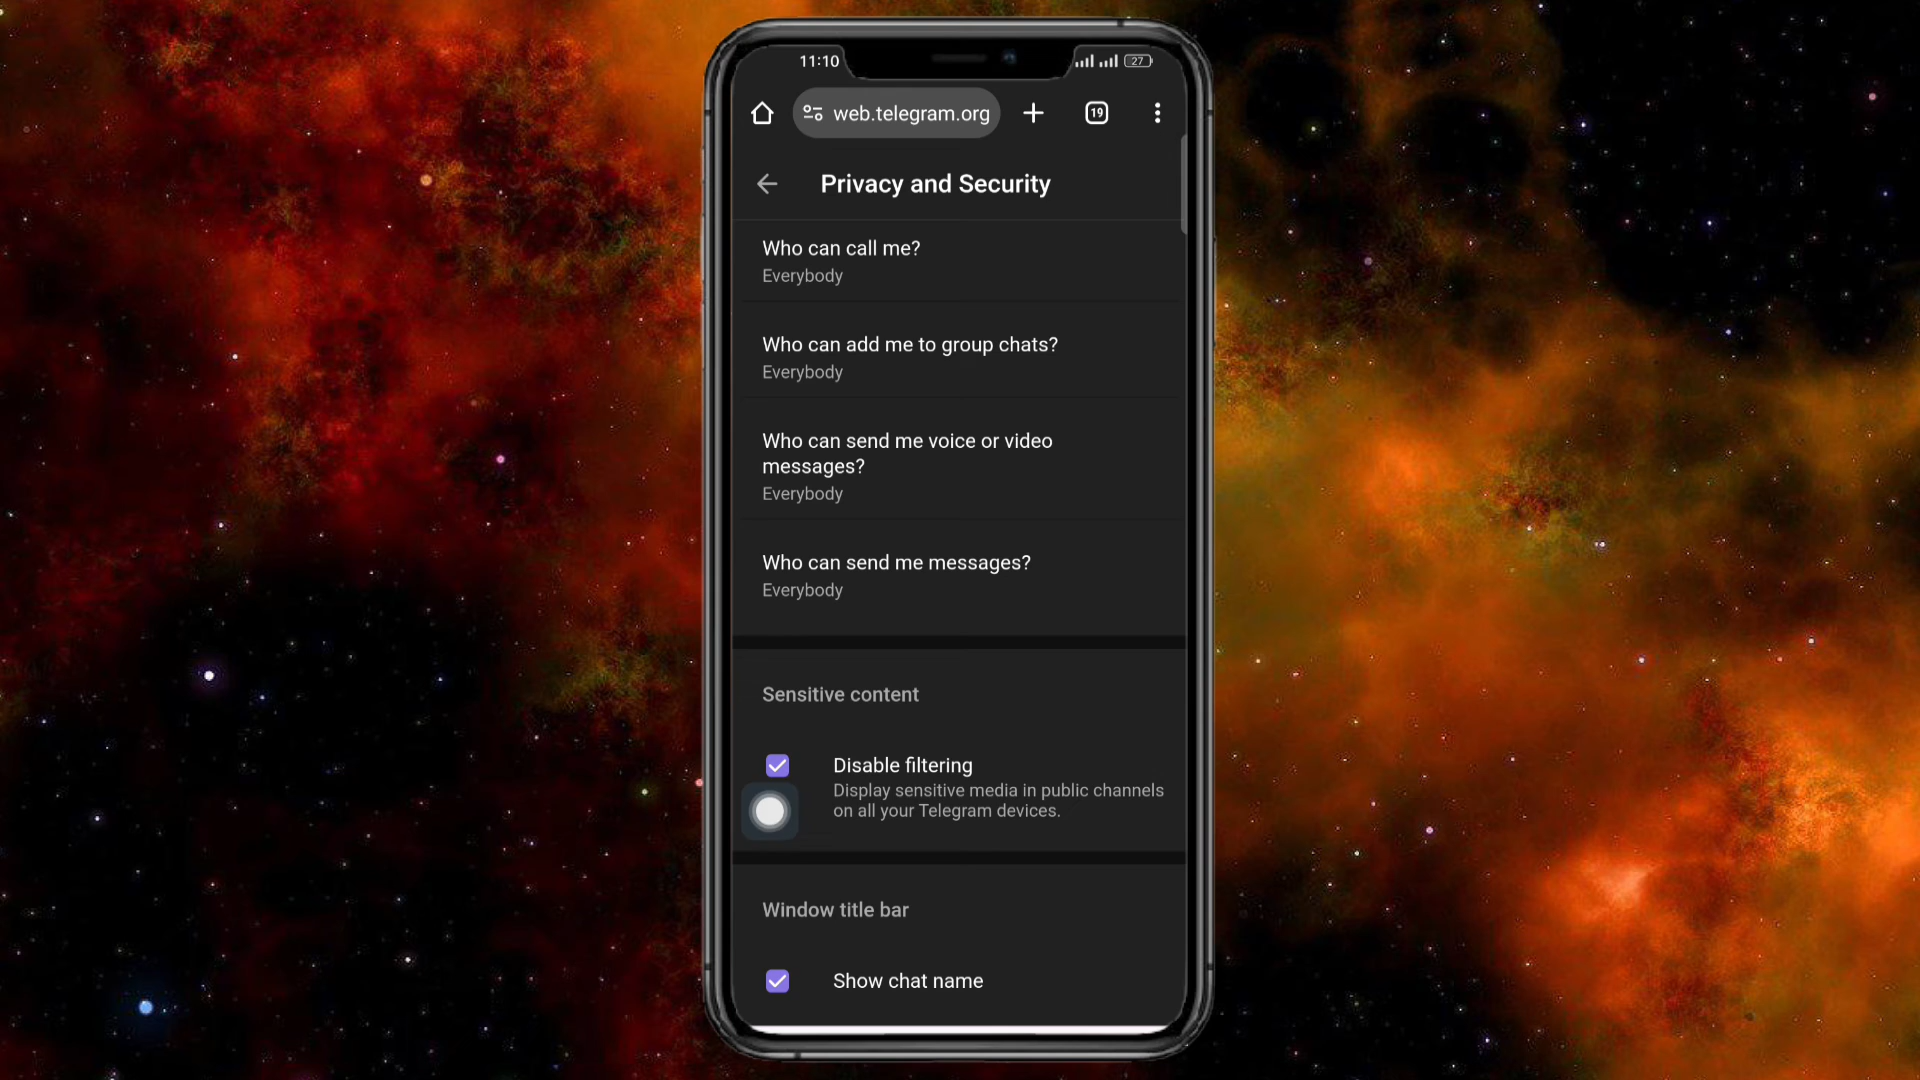 11:10
27
web.telegram.org
19
Privacy and Security
Who can call me?
Everybody
Who can add me to group chats?
Everybody
Who can send me voice or video
messages?
Everybody
Who can send me messages?
Everybody
Sensitive content
Disable filtering
Display sensitive media in public channels
on all your Telegram devices.
Window title bar
Show chat name